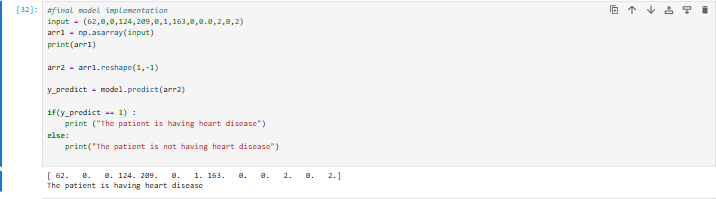 [32]: #final model implementation
input = (62,0,0,124,209,0,1,163,0,0.0,2,0,2)
arr1 = np.asarray(input)
print(arr1)
arr2 = arr1.reshape(1,-1)
y_predict = model.predict(arr2)
if(y_predict == 1) :
print ("The patient is having heart disease")
else:
print("The patient is not having heart disease")
[ 62. 0. 0. 124. 209. 0. 1. 163. 0. 0. 2. 0. 2.]
The patient is having heart disease